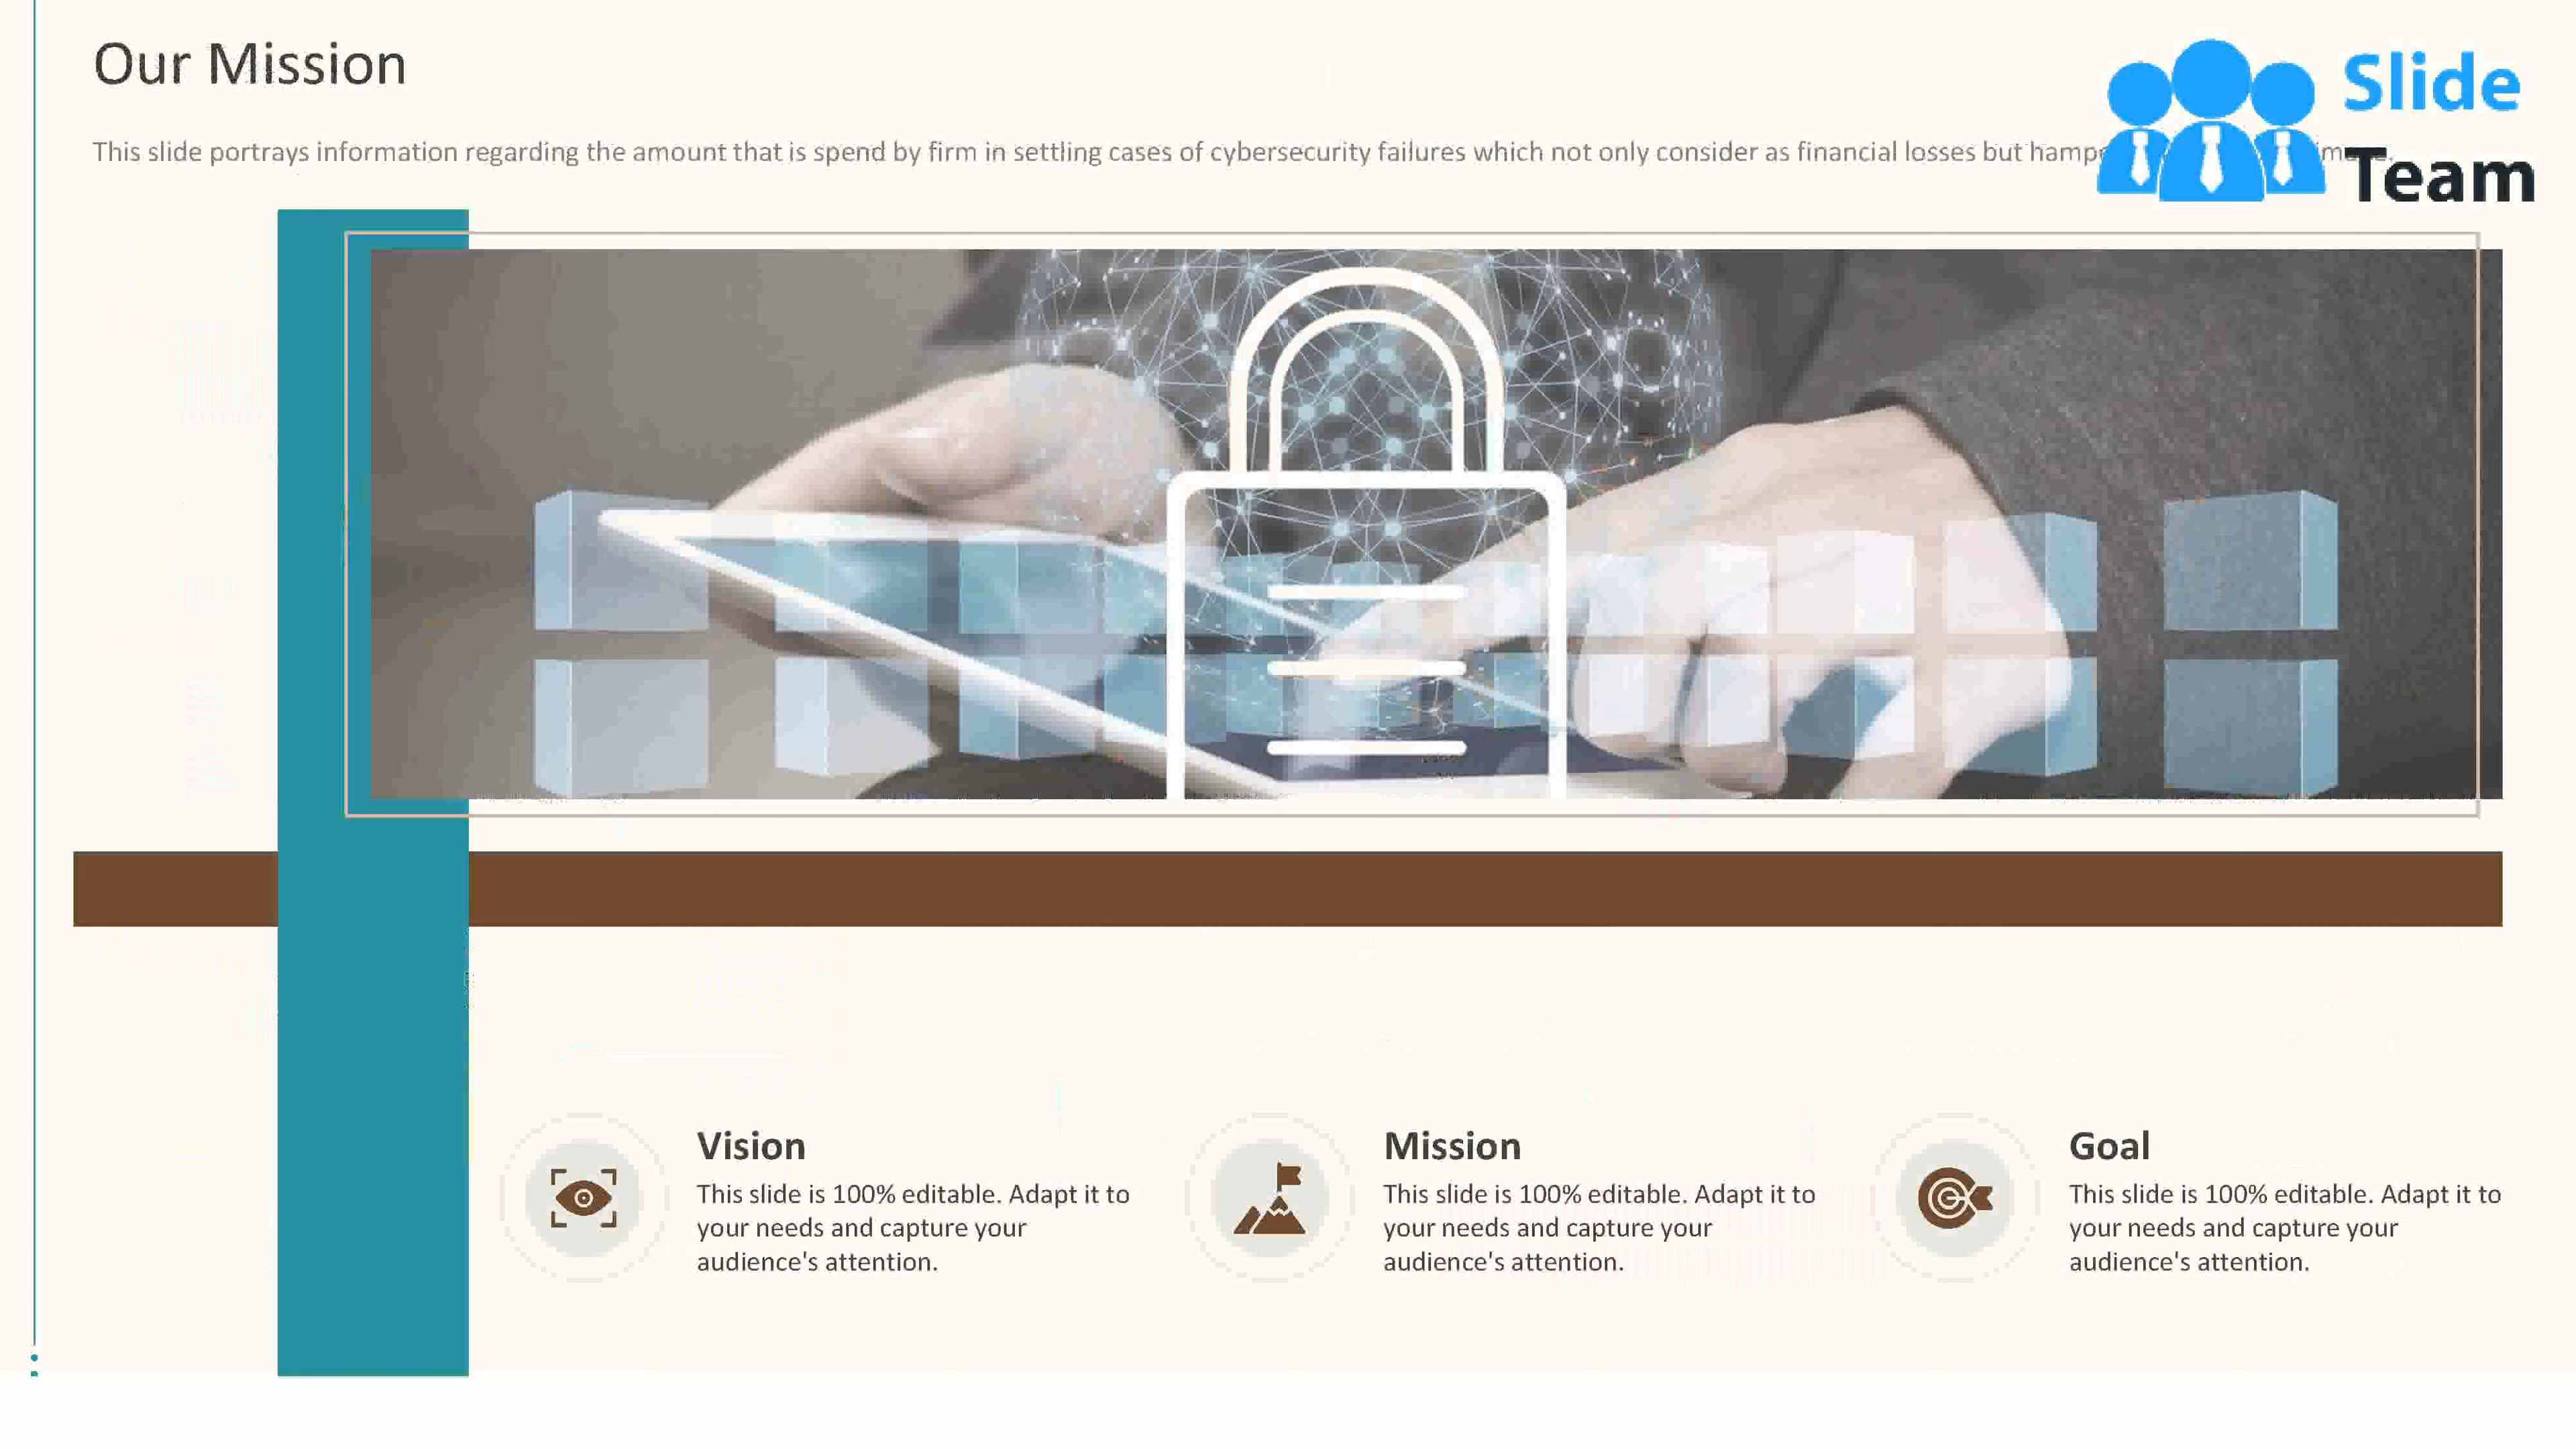 Our Mission
Slide
Team
This slide portrays information regarding the amount that is spend by firm in settling cases of cybersecurity failures which not only consider as financial losses but
Vision
This slide is 100% editable. Adapt it to
your needs and capture your
audience's attention.
Mission
This slide is 100% editable. Adapt it to
your needs and capture your
audience's attention.
Goal
This slide is 100% editable. Adapt it to
your needs and capture your
audience's attention.